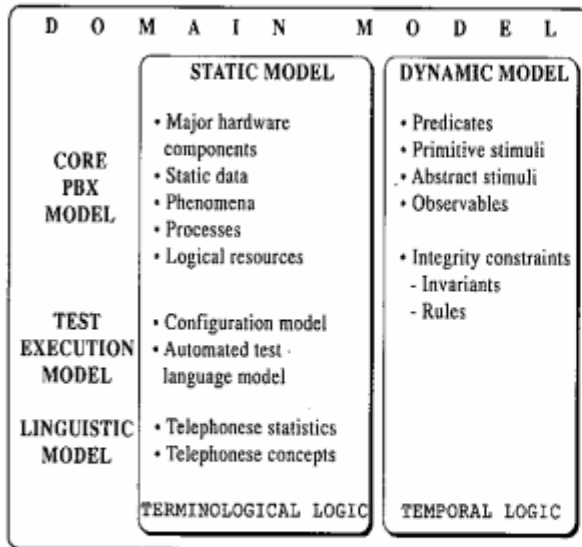 D O M A I N M O D E L
STATIC MODEL
DYNAMIC MODEL
CORE
PBX
MODEL
• Major hardware
components
• Static data
• Phenomena
• Processes
• Logical resources
• Predicates
• Primitive stimuli
• Abstract stimuli
• Observables
• Integrity constraints
- Invariants
- Rules
TEST
EXECUTION
MODEL
• Configuration model
• Automated test
language model
LINGUISTIC
MODEL
• Telephonese statistics
• Telephonese concepts
TERMINOLOGICAL LOGIC
TEMPORAL LOGIC